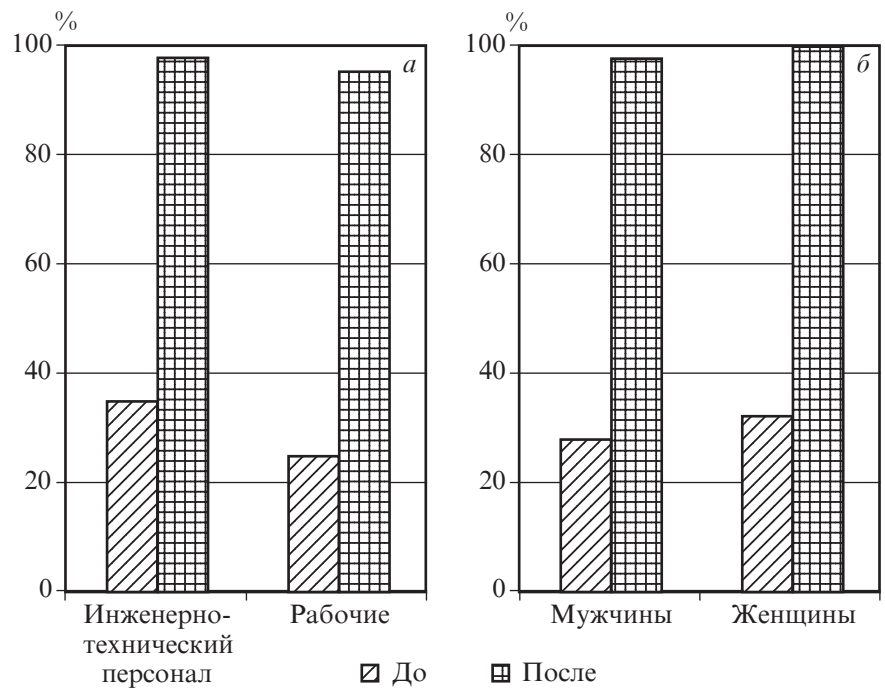 %
100
80
60
40
20
0
а
Инженерно-
технический
персонал
Рабочие
%
100
80
60
40
20
0
б
Мужчины
Женщины
До
После